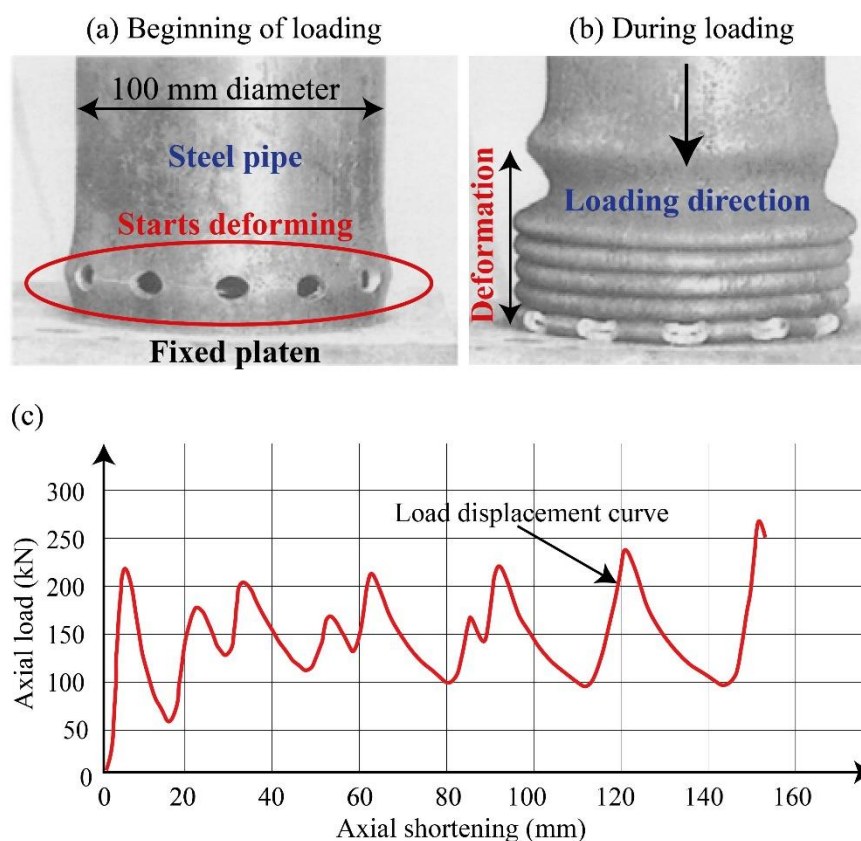 (a) Beginning of loading
(b) During loading
100 mm diameter
Steel pipe
Starts deforming
Fixed platen
Loading direction
Deformation
(c)
Load displacement curve
Axial load (kN)
300
250
200
150
100
50
0
0 20 40 60 80 100 120 140 160
Axial shortening (mm)